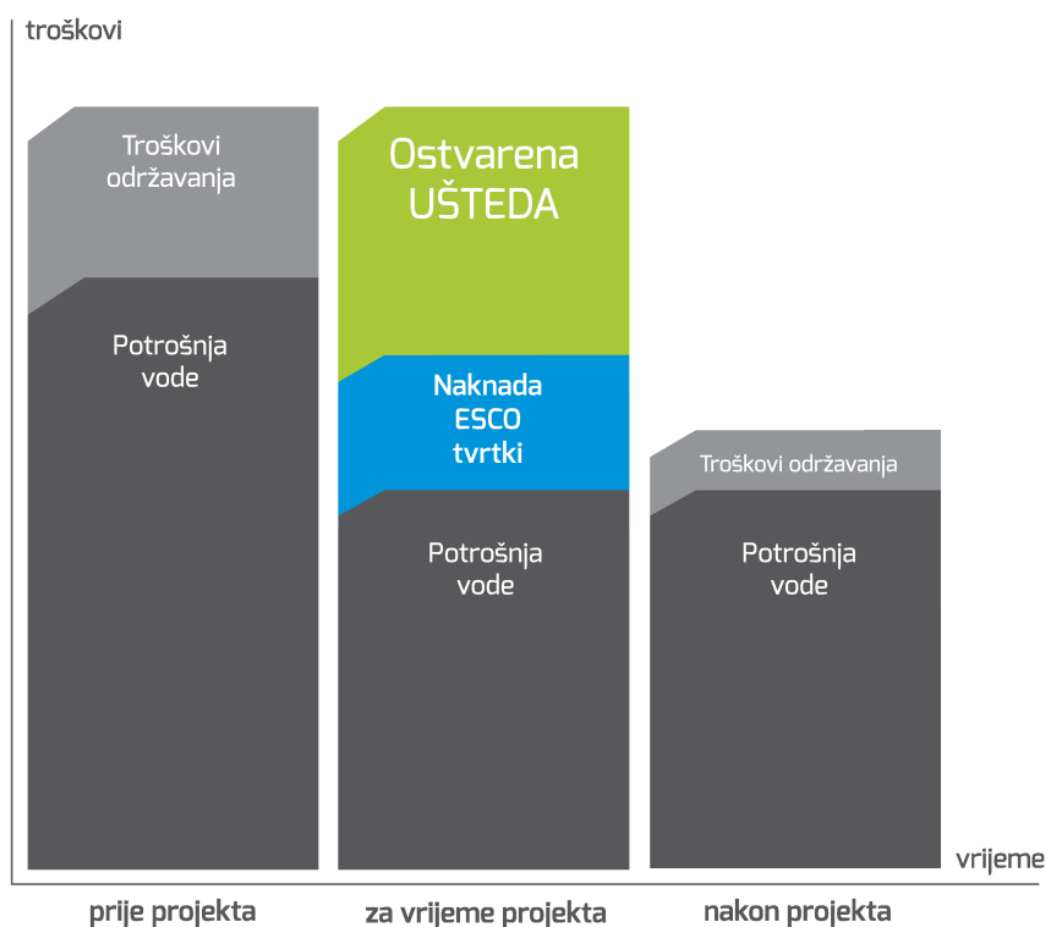 troškovi
Troškovi
održavanja
Potrošnja
vode
Ostvarena
UŠTEDA
Naknada
ESCO
tvrtki
Potrošnja
vode
Troškovi održavanja
Potrošnja
vode
vrijeme
prije projekta
za vrijeme projekta
nakon projekta